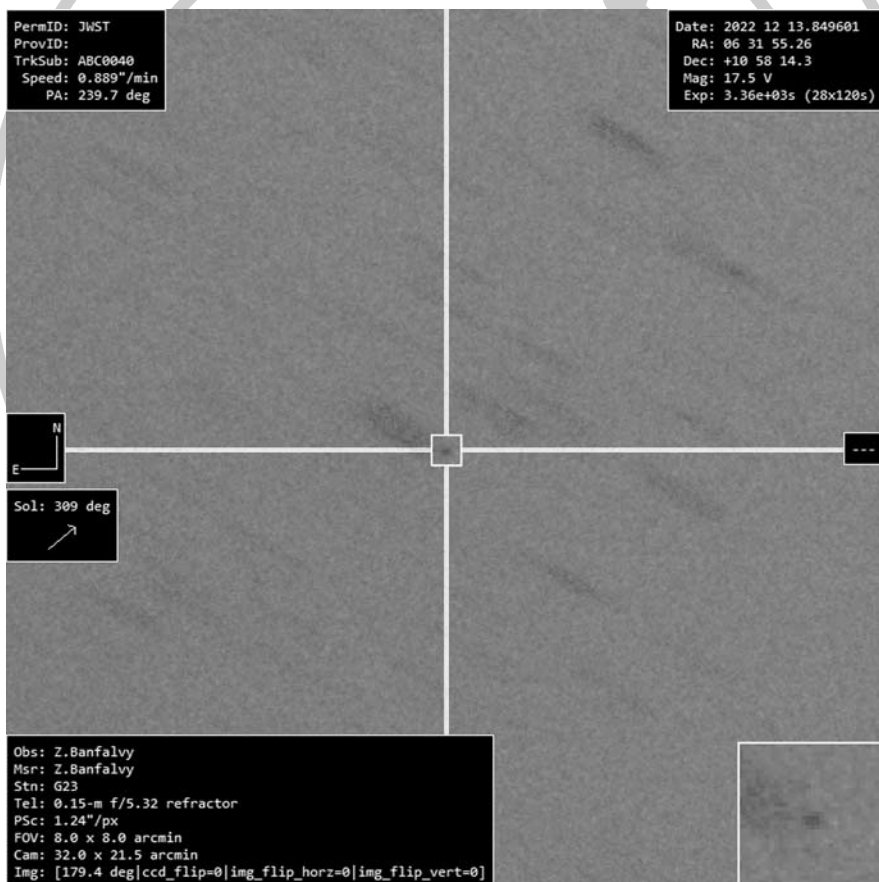 PermID: JWST
ProvID:
TrkSub: ABC0040
Speed: 0.889"/min
PA: 239.7 deg
Date: 2022 12 13.849601
RA: 06 31 55.26
Dec: +10 58 14.3
Mag: 17.5 V
Exp: 3.36e+03s (28x120s)
N
E
---
Sol: 309 deg
Obs: Z.Banfalvy
Msr: Z.Banfalvy
Stn: G23
Tel: 0.15-m f/5.32 refractor
PSc: 1.24"/px
FOV: 8.0 x 8.0 arcmin
Cam: 32.0 x 21.5 arcmin
Img: [179.4 deg|ccd_flip=0|img_flip_horz=0|img_flip_vert=0]